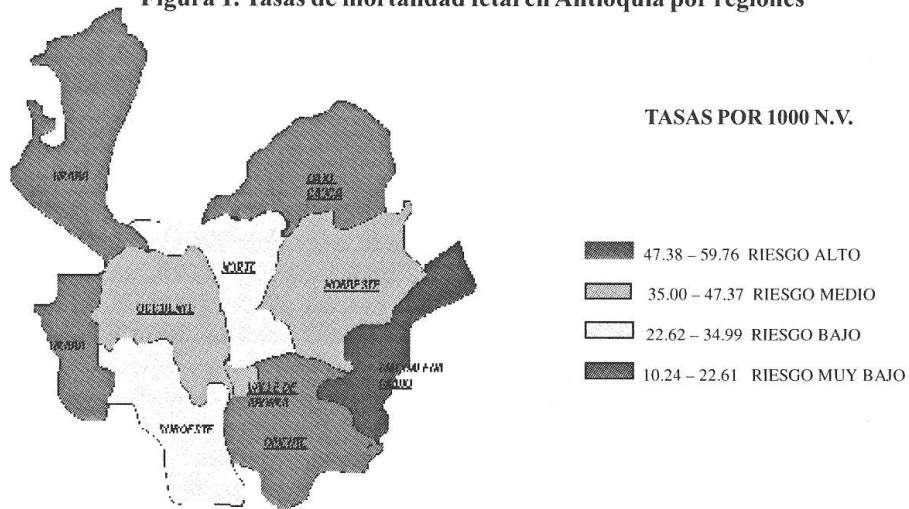 Figura 1. Tasas de mortalidad fetal en Antioquia por regiones
TASAS POR 1000 N.V.
URABA
BAJO
CAUCA
NORTE
NORDESTE
OCCIDENTE
URABA
VALLE DE
ABURRA
SUROESTE
ORIENTE
47.38 – 59.76 RIESGO ALTO
35.00 – 47.37 RIESGO MEDIO
22.62 – 34.99 RIESGO BAJO
10.24 – 22.61 RIESGO MUY BAJO